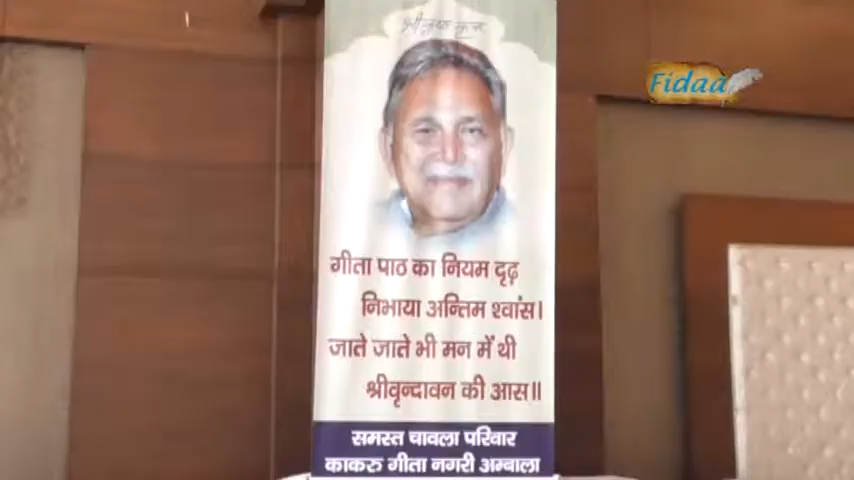 Fidaa
गीता पाठ का नियम दृढ़
निभाया अन्तिम श्वांस।
जाते जाते भी मन में थी
श्रीवृन्दावन की आस॥
समस्त चावला परिवार
काकरु गीता नगरी अम्बाला